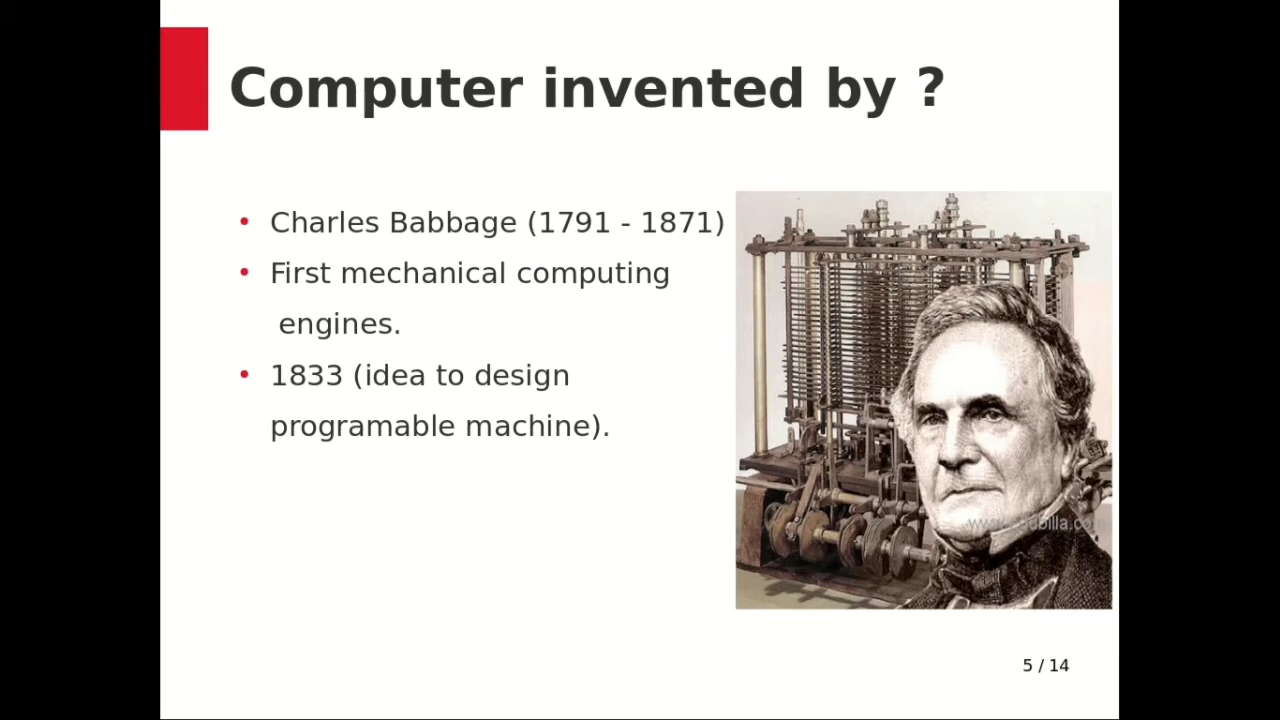 Computer invented by ?
• Charles Babbage (1791 - 1871)
• First mechanical computing
engines.
• 1833 (idea to design
programable machine).
5 / 14